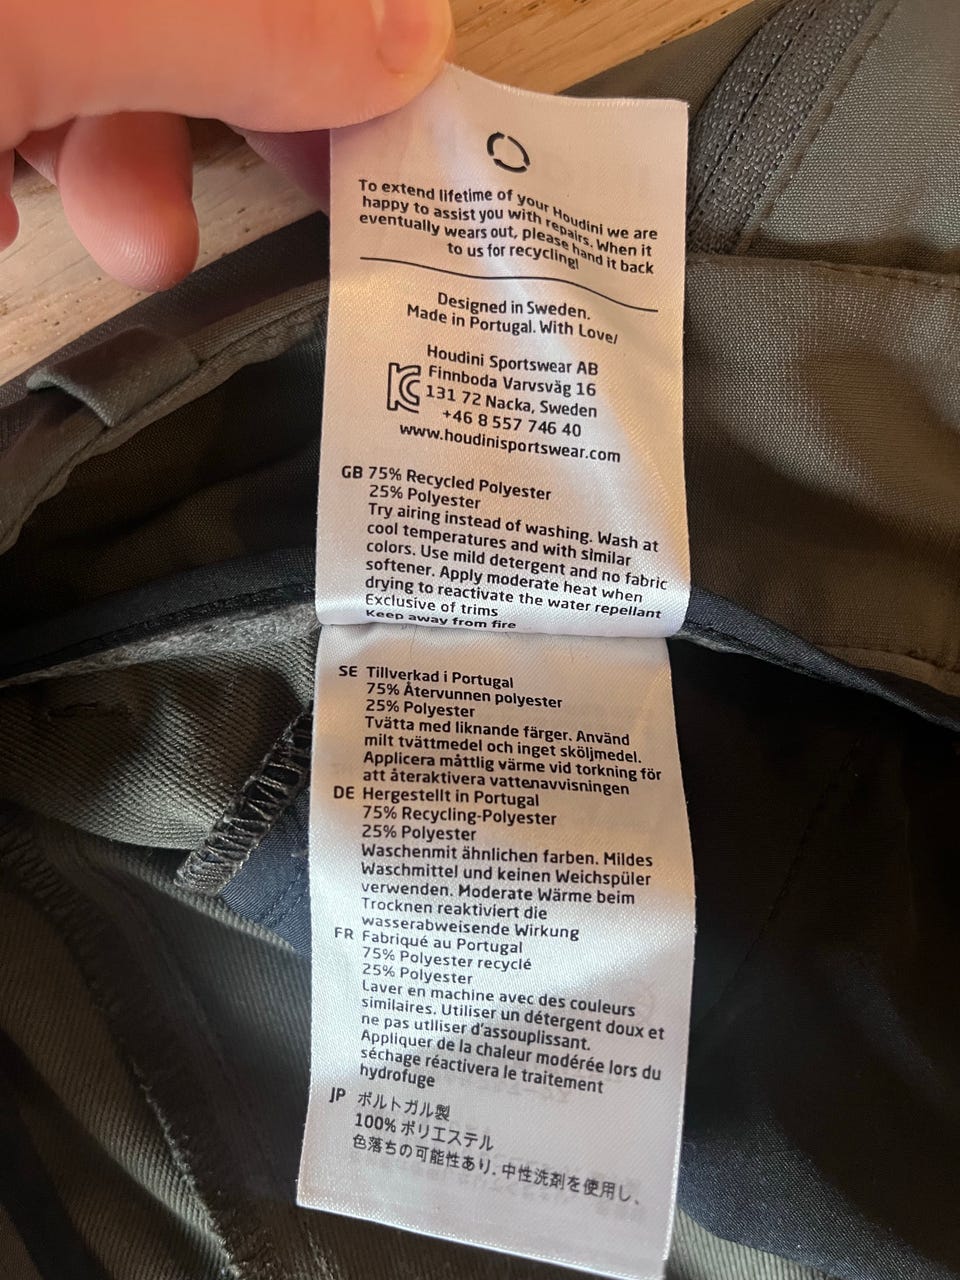 To extend lifetime of your Houdini we are
happy to assist you with repairs. When it
eventually wears out, please hand it back
to us for recycling!
Designed in Sweden.
Made in Portugal. With Love/
Houdini Sportswear AB
Finnboda Varvsväg 16
131 72 Nacka, Sweden
+46 8 557 746 40
www.houdinisportswear.com
GB 75% Recycled Polyester
25% Polyester
Try airing instead of washing. Wash at
cool temperatures and with similar
colors. Use mild detergent and no fabric
softener. Apply moderate heat when
drying to reactivate the water repellant
Exclusive of trims
Keep away from fire
SE Tillverkad i Portugal
75% Återvunnen polyester
25% Polyester
Tvätta med liknande färger. Använd
milt tvättmedel och inget sköljmedel.
Applicera måttlig värme vid torkning för
att återaktivera vattenavvisningen
DE Hergestellt in Portugal
75% Recycling-Polyester
25% Polyester
Waschenmit ähnlichen farben. Mildes
Waschmittel und keinen Weichspüler
verwenden. Moderate Wärme beim
Trocknen reaktiviert die
wasserabweisende Wirkung
FR Fabriqué au Portugal
75% Polyester recyclé
25% Polyester
Laver en machine avec des couleurs
similaires. Utiliser un détergent doux et
ne pas utiliser d'assouplissant.
Appliquer de la chaleur modérée lors du
séchage réactivera le traitement
hydrofuge
JP ポルトガル製
100% ポリエステル
色落ちの可能性あり. 中性洗剤を使用し、